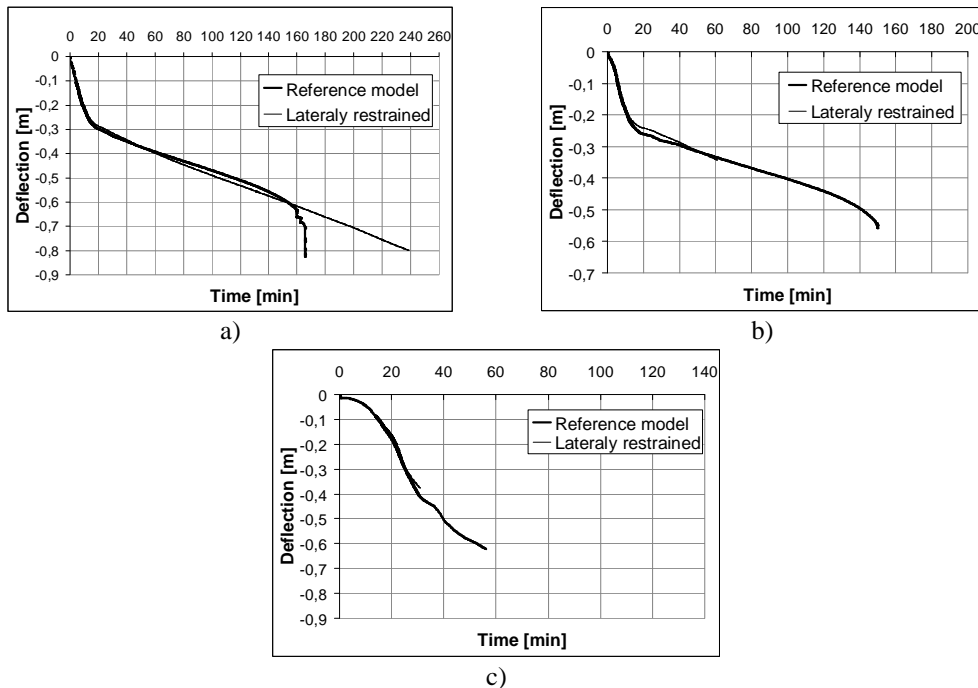 0 20 40 60 80 100 120 140 160 180 200 220 240 260
0
-0,1
-0,2
-0,3
-0,4
-0,5
-0,6
-0,7
-0,8
-0,9
Deflection [m]
Reference model
Lateraly restrained
Time [min]
a)
0 20 40 60 80 100 120 140 160 180 200
0
-0,1
-0,2
-0,3
-0,4
-0,5
-0,6
-0,7
Deflection [m]
Reference model
Lateraly restrained
Time [min]
b)
0 20 40 60 80 100 120 140
0
-0,1
-0,2
-0,3
-0,4
-0,5
-0,6
-0,7
-0,8
-0,9
Deflection [m]
Reference model
Lateraly restrained
Time [min]
c)